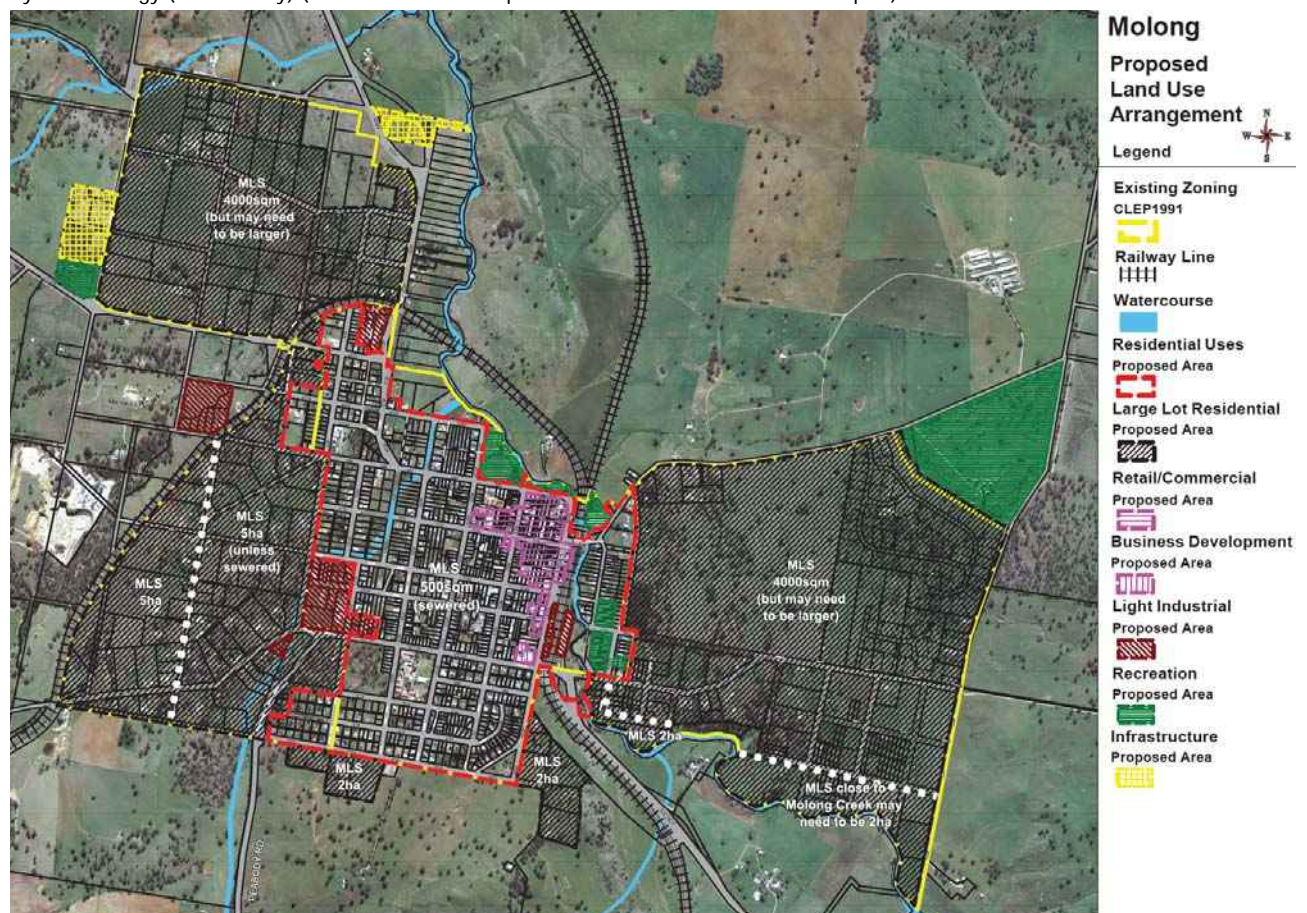 Molong
Proposed
Land Use
Arrangement
N
W
E
S
Legend
Existing Zoning
CLEP1991
Railway Line
Watercourse
Residential Uses
Proposed Area
Large Lot Residential
Proposed Area
Retail/Commercial
Proposed Area
Business Development
Proposed Area
Light Industrial
Proposed Area
Recreation
Proposed Area
Infrastructure
Proposed Area
MLS
4000sqm
(but may need
to be larger)
MLS
5ha
(unless
sewered)
MLS
5ha
MLS
500sqm
(sewered)
MLS
4000sqm
(but may need
to be larger)
MLS 2ha
MLS
2ha
MLS
2ha
MLS close to
Molong Creek may
need to be 2ha
PEABODY RD